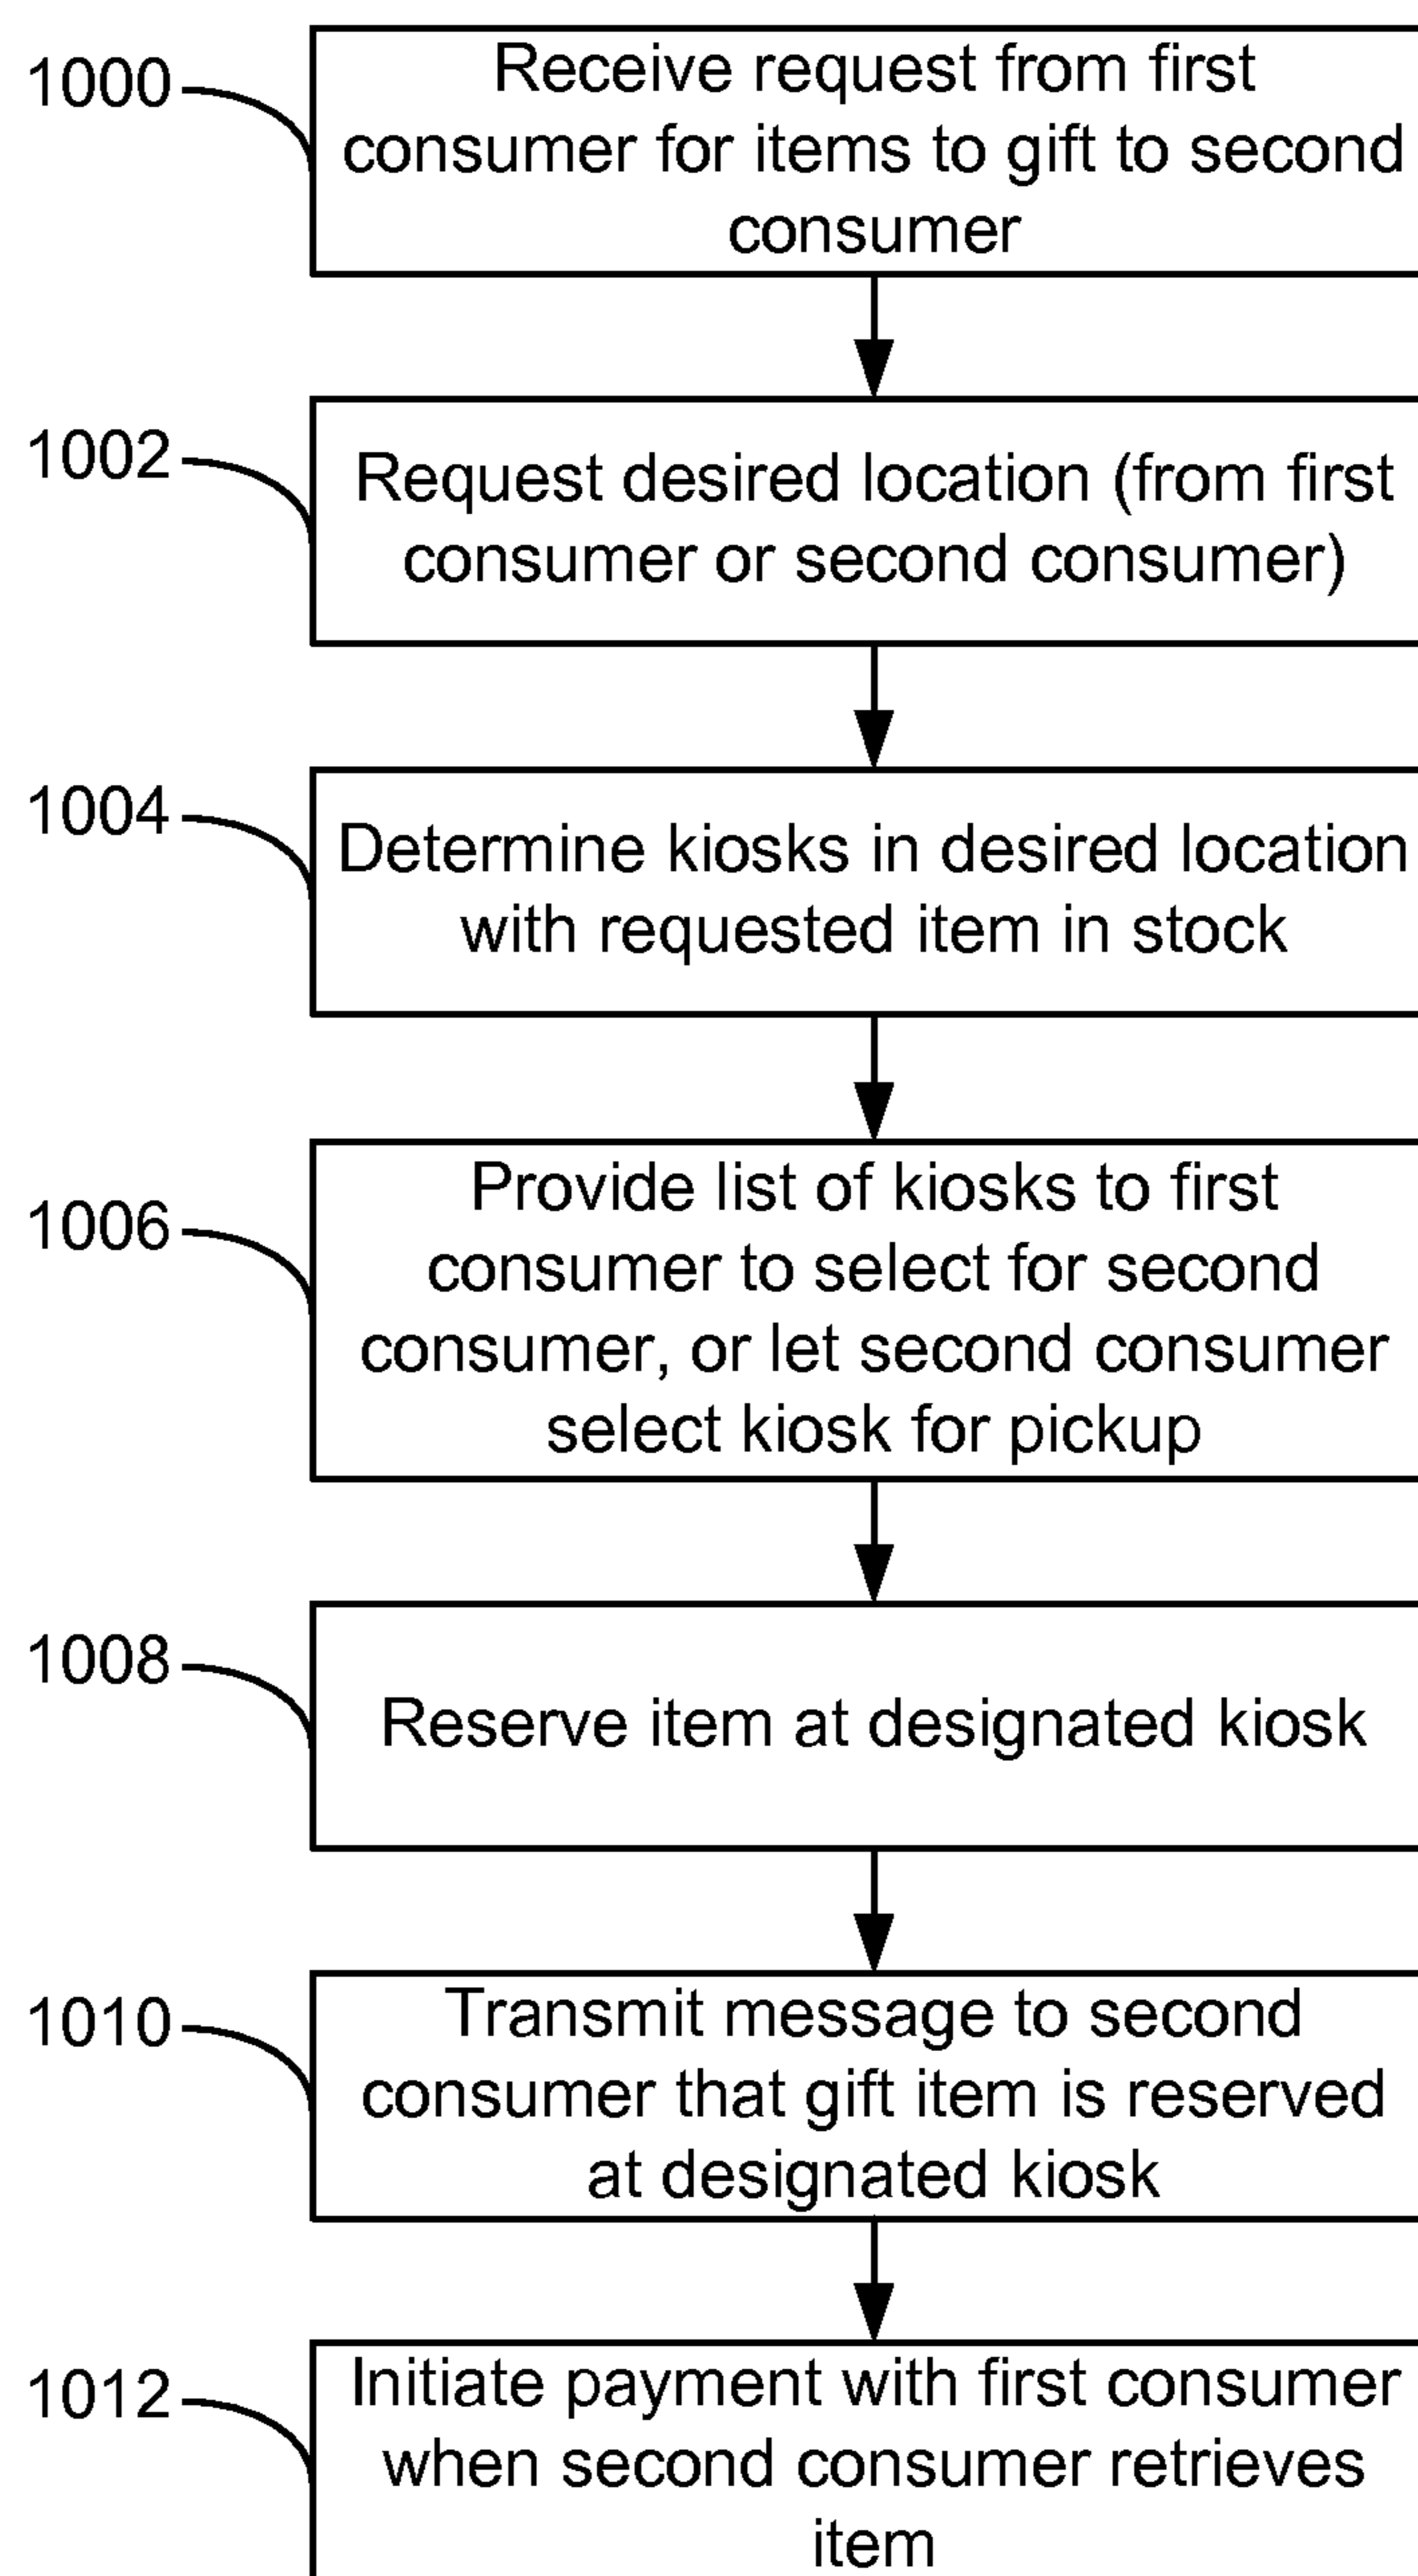 1000
Receive request from first
consumer for items to gift to second
consumer
1002
Request desired location (from first
consumer or second consumer)
1004
Determine kiosks in desired location
with requested item in stock
1006
Provide list of kiosks to first
consumer to select for second
consumer, or let second consumer
select kiosk for pickup
1008
Reserve item at designated kiosk
1010
Transmit message to second
consumer that gift item is reserved
at designated kiosk
1012
Initiate payment with first consumer
when second consumer retrieves
item